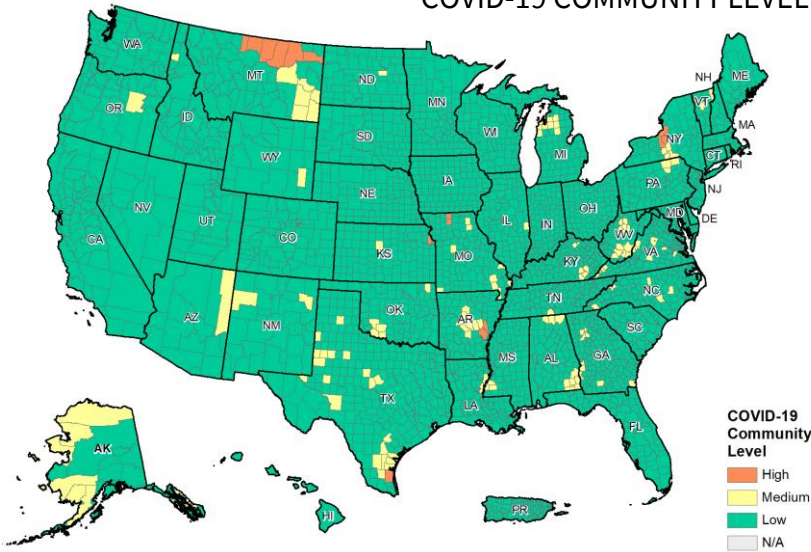 COVID-19 COMMUNITY LEVEL
WA
MT
ND
MN
OR
ID
WY
SD
WI
MI
NH
VT
ME
NY
MA
CT
RI
NV
UT
CO
NE
IA
IL
IN
OH
PA
NJ
MD
DE
CA
AZ
NM
KS
OK
MO
AR
KY
WV
VA
TN
NC
SC
MS
AL
GA
TX
LA
FL
AK
HI
PR
COVID-19
Community
Level
High
Medium
Low
N/A